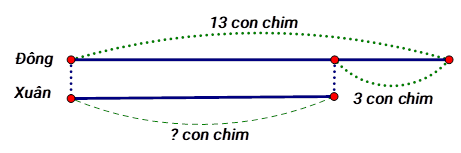 13 con chim
Đông
Xuân
3 con chim
? con chim